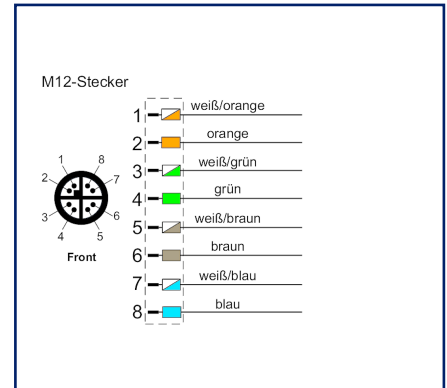 M12-Stecker
1 weiß/orange
2 orange
3 weiß/grün
4 grün
5 weiß/braun
6 braun
7 weiß/blau
8 blau
1 8
2 7
3 6
4 5
Front